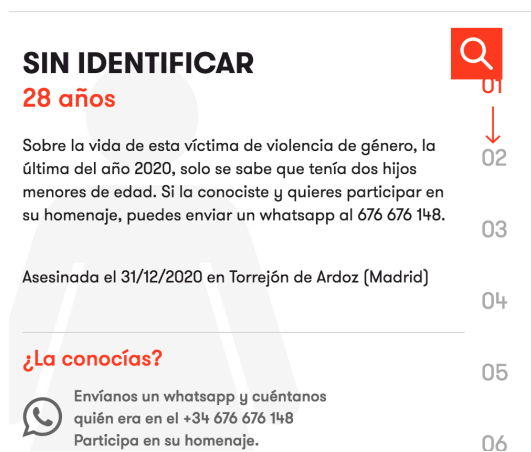 SIN IDENTIFICAR
28 años
Sobre la vida de esta víctima de violencia de género, la
última del año 2020, solo se sabe que tenía dos hijos
menores de edad. Si la conociste y quieres participar en
su homenaje, puedes enviar un whatsapp al 676 676 148.
Asesinada el 31/12/2020 en Torrejón de Ardoz (Madrid)
¿La conocías?
Envíanos un whatsapp y cuéntanos
quién era en el +34 676 676 148
Participa en su homenaje.
01
02
03
04
05
06